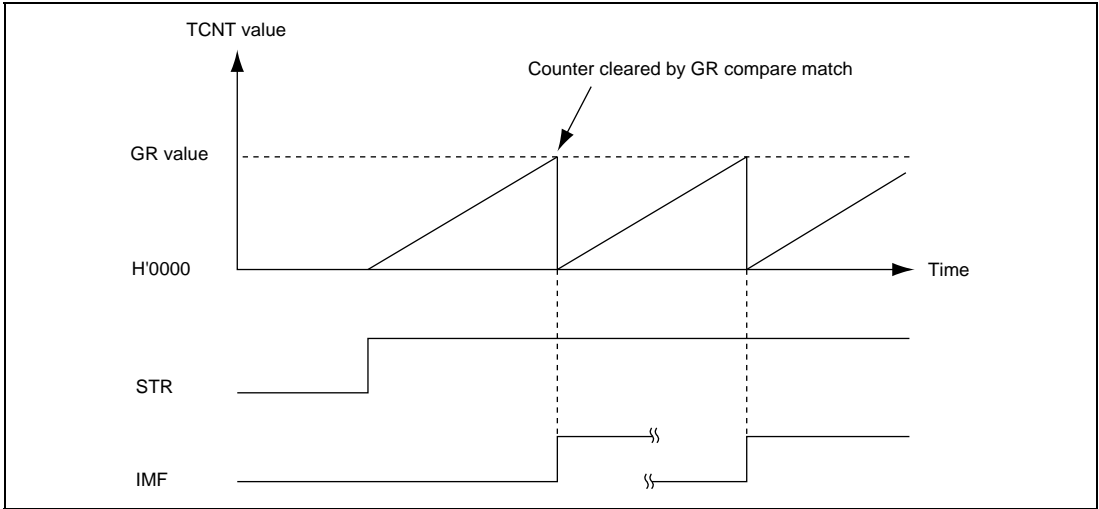 TCNT value
Counter cleared by GR compare match
GR value
H'0000
Time
STR
IMF